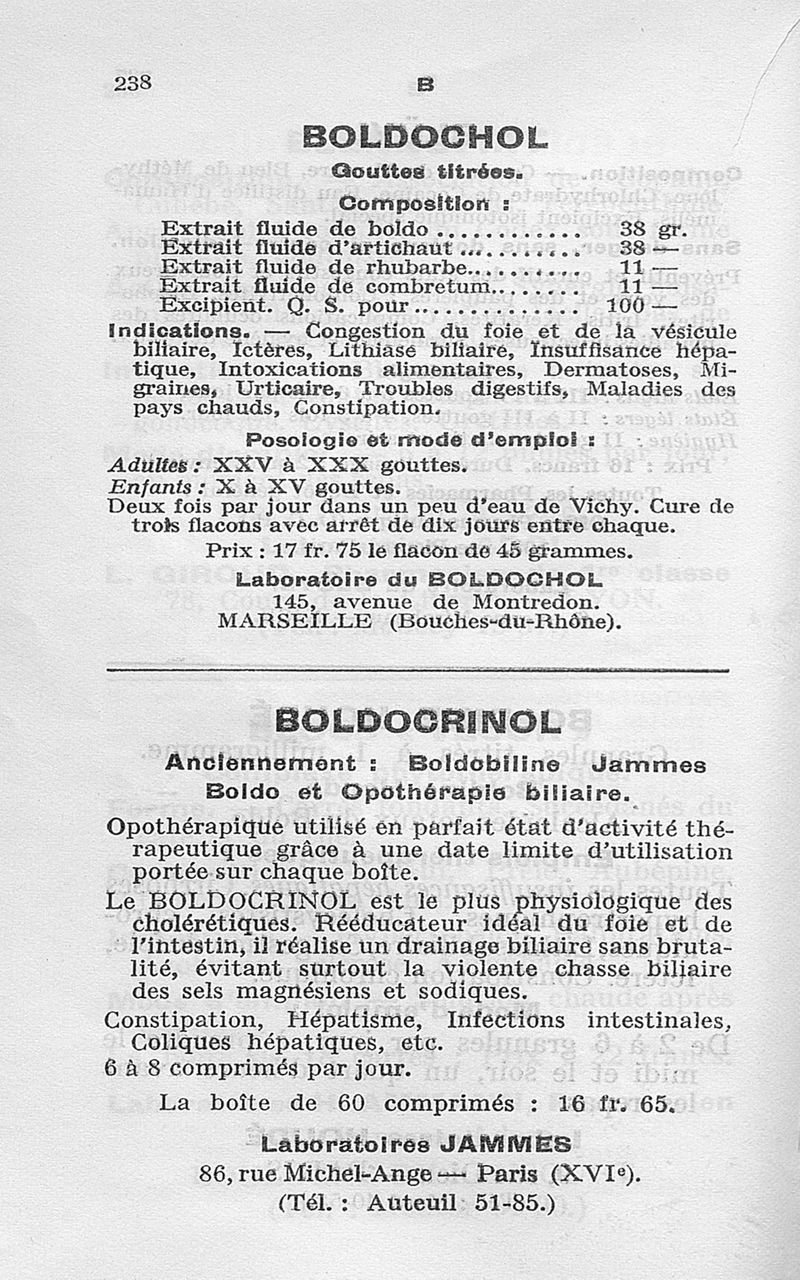 238
B
BOLDOCHOL
Gouttes titrées.
Composition :
Extrait fluide de boldo ............. 38 gr.
Extrait fluide d'artichaut ........... 38 —
Extrait fluide de rhubarbe........... 11 —
Extrait fluide de combretum......... 11 —
Excipient. Q. S. pour............... 100 —
Indications. — Congestion du foie et de la vésicule
biliaire, Ictères, Lithiase biliaire, Insuffisance hépa-
tique, Intoxications alimentaires, Dermatoses, Mi-
graines, Urticaire, Troubles digestifs, Maladies des
pays chauds, Constipation.
Posologie et mode d'emploi :
Adultes : XXV à XXX gouttes.
Enfants : X à XV gouttes.
Deux fois par jour dans un peu d'eau de Vichy. Cure de
trois flacons avec arrêt de dix jours entre chaque.
Prix : 17 fr. 75 le flacon de 45 grammes.
Laboratoire du BOLDOCHOL
145, avenue de Montredon.
MARSEILLE (Bouches-du-Rhône).
BOLDOCRINOL
Anciennement : Boldobiline Jammes
Boldo et Opothérapie biliaire.
Opothérapique utilisé en parfait état d'activité thé-
rapeutique grâce à une date limite d'utilisation
portée sur chaque boîte.
Le BOLDOCRINOL est le plus physiologique des
cholérétiques. Rééducateur idéal du foie et de
l'intestin, il réalise un drainage biliaire sans bruta-
lité, évitant surtout la violente chasse biliaire
des sels magnésiens et sodiques.
Constipation, Hépatisme, Infections intestinales,
Coliques hépatiques, etc.
6 à 8 comprimés par jour.
La boîte de 60 comprimés : 16 fr. 65.
Laboratoires JAMMES
86, rue Michel-Ange — Paris (XVIe).
(Tél. : Auteuil 51-85.)